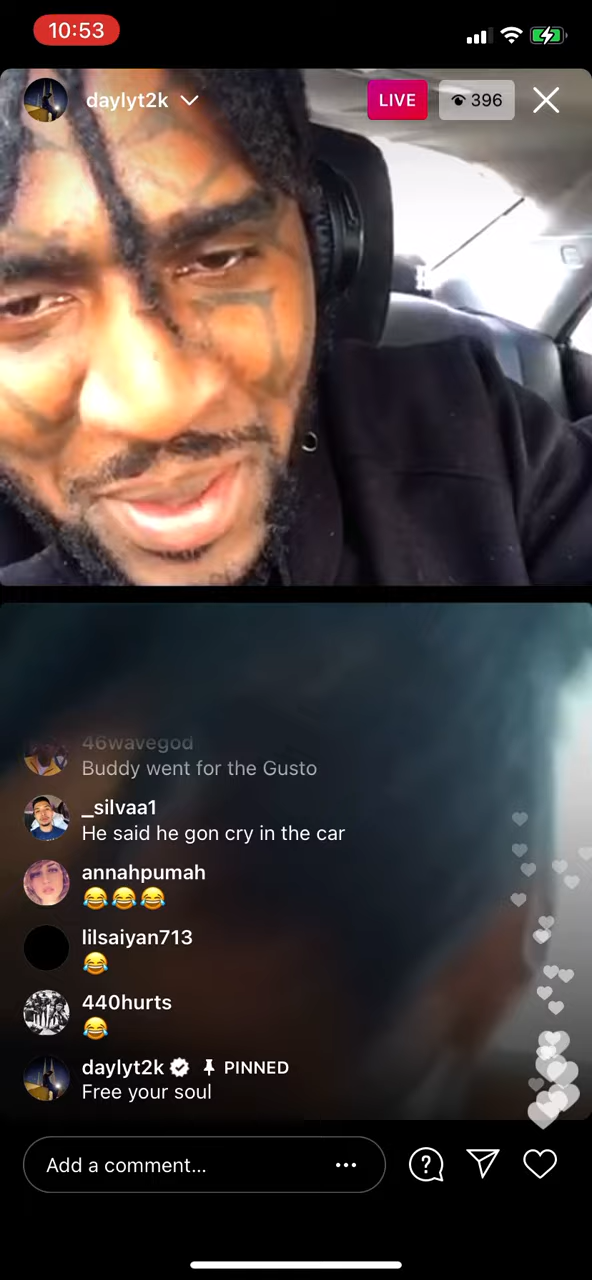 10:53
daylyt2k
LIVE
396
46wavegod
Buddy went for the Gusto
_silvaa1
He said he gon cry in the car
annahpumah
😂😂😂
lilsaiyan713
😂
440hurts
😂
daylyt2k PINNED
Free your soul
Add a comment...